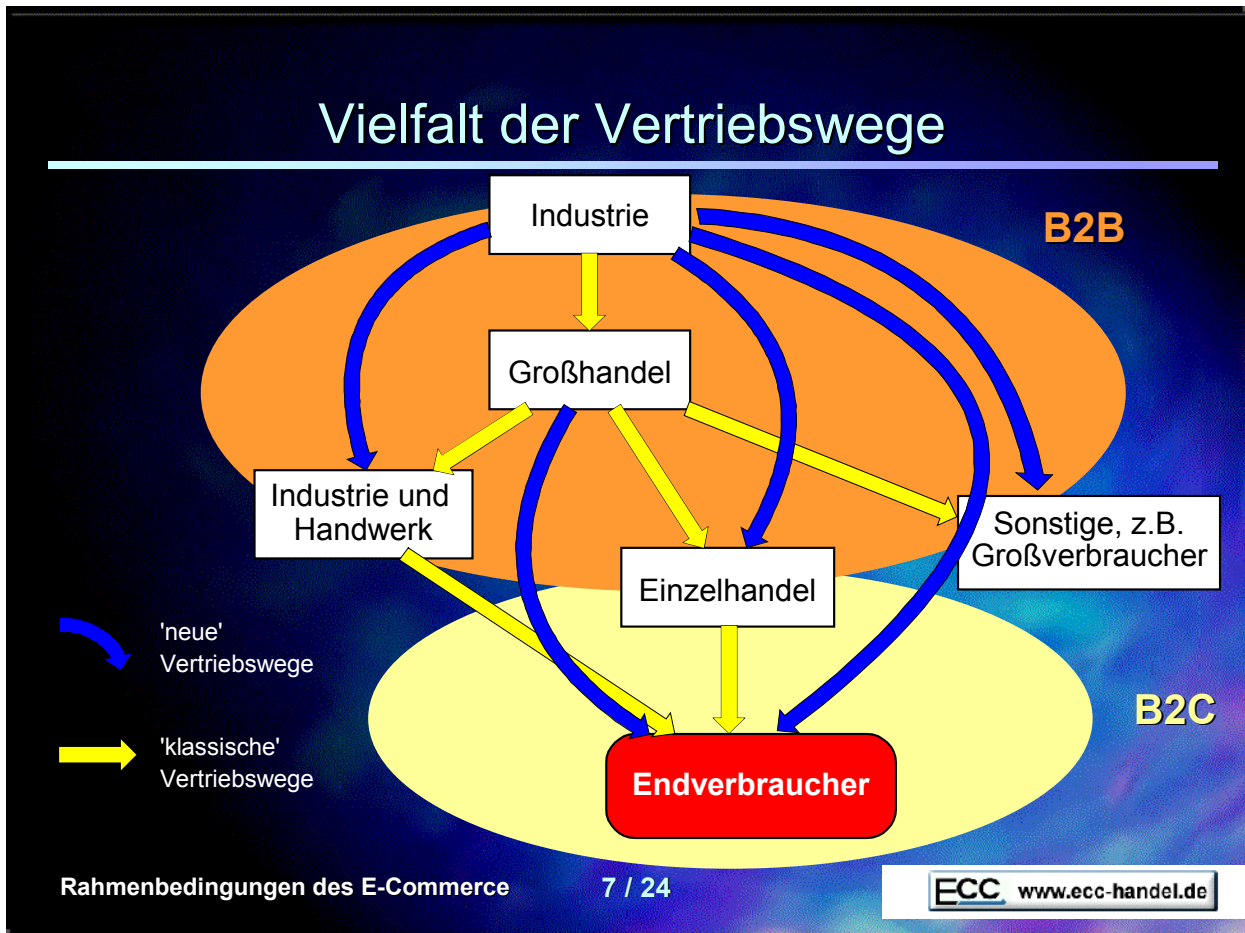 Vielfalt der Vertriebswege
Industrie
B2B
Großhandel
Industrie und
Handwerk
Sonstige, z.B.
Großverbraucher
Einzelhandel
'neue'
Vertriebswege
B2C
'klassische'
Vertriebswege
Endverbraucher
Rahmenbedingungen des E-Commerce
7 / 24
ECC www.ecc-handel.de